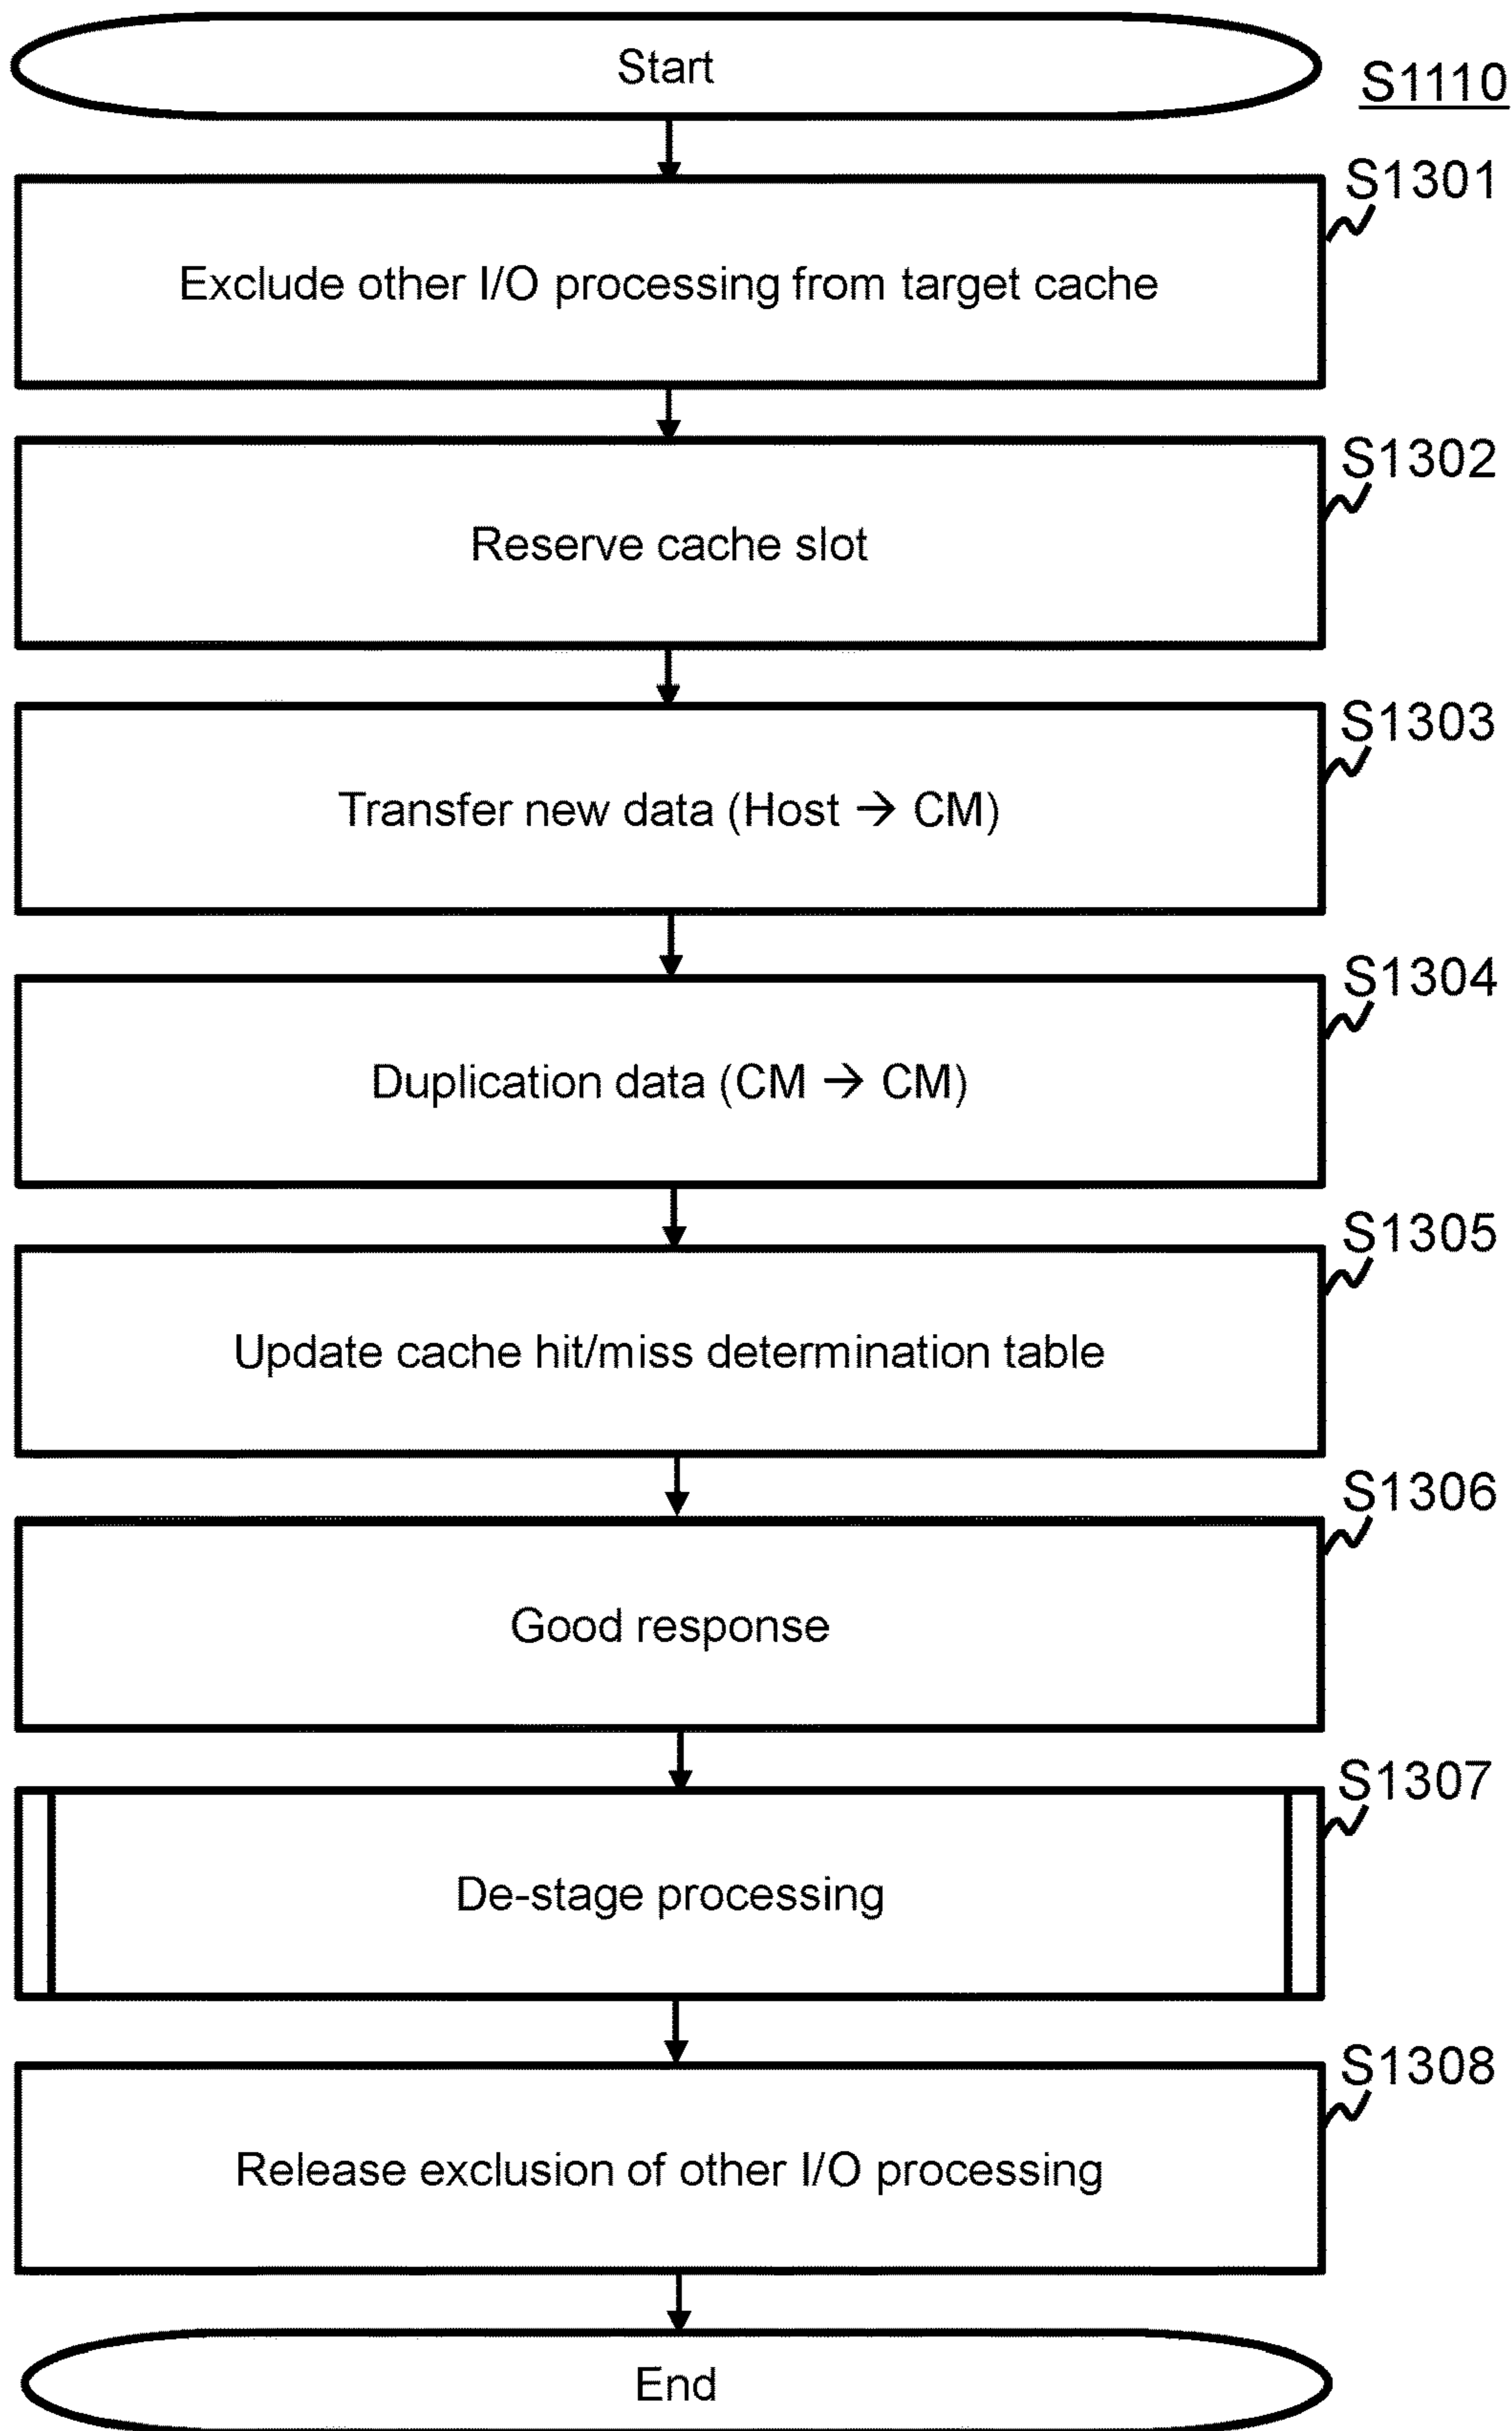 Start
S1110
S1301
Exclude other I/O processing from target cache
S1302
Reserve cache slot
S1303
Transfer new data (Host → CM)
S1304
Duplication data (CM → CM)
S1305
Update cache hit/miss determination table
S1306
Good response
S1307
De-stage processing
S1308
Release exclusion of other I/O processing
End